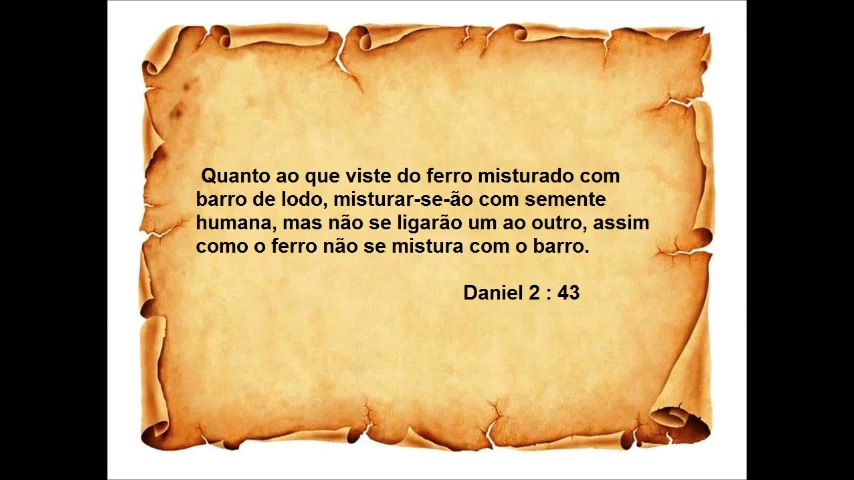 Quanto ao que viste do ferro misturado com
barro de lodo, misturar-se-ão com semente
humana, mas não se ligarão um ao outro, assim
como o ferro não se mistura com o barro.
Daniel 2 : 43